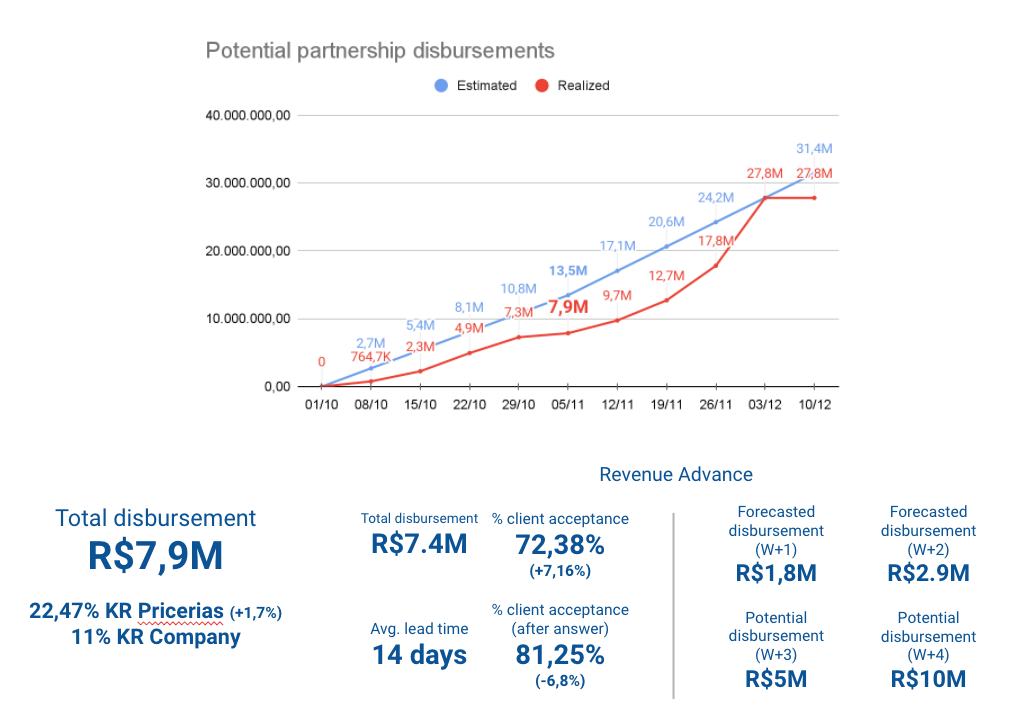 Potential partnership disbursements
Estimated Realized
40.000.000,00
30.000.000,00
20.000.000,00
10.000.000,00
0,00
0
2,7M
764,7K
5,4M
2,3M
8,1M
4,9M
10,8M
7,3M
13,5M
7,9M
17,1M
9,7M
20,6M
12,7M
24,2M
17,8M
27,8M
31,4M
27,8M
01/10 08/10 15/10 22/10 29/10 05/11 12/11 19/11 26/11 03/12 10/12
Total disbursement
R$7,9M
22,47% KR Pricerias (+1,7%)
11% KR Company
Revenue Advance
Total disbursement
R$7.4M
% client acceptance
72,38%
(+7,16%)
Avg. lead time
14 days
% client acceptance
(after answer)
81,25%
(-6,8%)
Forecasted
disbursement
(W+1)
R$1,8M
Forecasted
disbursement
(W+2)
R$2.9M
Potential
disbursement
(W+3)
R$5M
Potential
disbursement
(W+4)
R$10M